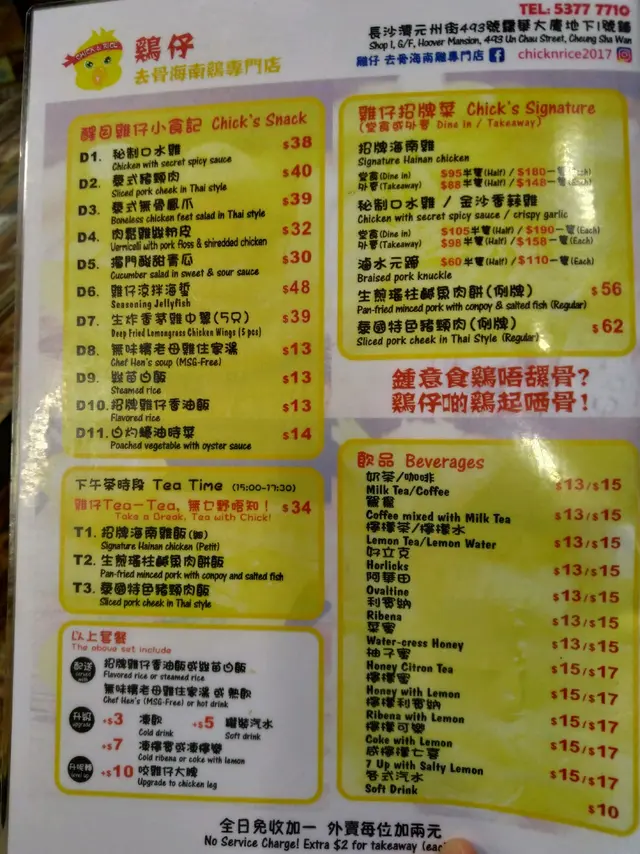 CHICK & RICE
雞仔
去骨海南鷄專門店
TEL: 5377 7710
長沙灣元州街493號露華大廈地下1號舖
Shop 1, G/F, Hoover Mansion, 493 Un Chau Street, Cheung Sha Wan
雞仔 去骨海南雞專門店 chicknrice2017
醒目雞仔小食記 Chick's Snack
D1. 秘制口水雞 $38
Chicken with secret spicy sauce
D2. 泰式豬頸肉 $40
Sliced pork cheek in Thai style
D3. 泰式無骨鳳爪 $39
Boneless chicken feet salad in Thai style
D4. 肉鬆雞絲粉皮 $32
Vermicelli with pork floss & shiredded chicken
D5. 獨門酸甜青瓜 $30
Cucumber salad in sweet & sour sauce
D6. 雞仔涼拌海蜇 $48
Seasoning Jellyfish
D7. 生炸香茅雞中翼(5只) $39
Deep Fried Lemongrass Chicken Wings (5 pcs)
D8. 無味精老母雞住家湯 $13
Chef Hen's soup (MSG-Free)
D9. 絲苗白飯 $13
Steamed rice
D10. 招牌雞仔香油飯 $13
Flavored rice
D11. 白灼蠔油時菜 $14
Poached vegetable with oyster sauce
下午茶時段 Tea Time (15:00-17:30)
雞仔Tea-Tea, 無乜野唔知！ $34
Take a Break, Tea with Chick!
T1. 招牌海南雞飯(細)
Signature Hainan chicken (Petit)
T2. 生煎瑤柱鹹魚肉餅飯
Pan-fried minced pork with conpoy and salted fish
T3. 泰國特色豬頸肉飯
Sliced pork cheek in Thai style
以上套餐
The above set include
配送 招牌雞仔香油飯或絲苗白飯
served with Flavored rice or steamed rice
無味精老母雞住家湯 或 熱飲
Chef Hen's (MSG-Free) or hot drink
升級 +$3 凍飲 +$5 罐裝汽水
upgrade Cold drink Soft drink
+$7 凍檸賓或凍檸樂
Cold ribena or coke with lemon
+$10 咬雞仔大髀
Upgrade to chicken leg
雞仔招牌菜 Chick's Signature
(堂食或外賣 Dine in / Takeaway)
招牌海南雞
Signature Hainan chicken
堂食(Dine in) $95半隻(Half) / $180一隻(Each)
外賣(Takeaway) $88半隻(Half) / $148一隻(Each)
秘制口水雞 / 金沙香蒜雞
Chicken with secret spicy sauce / crispy garlic
堂食(Dine in) $105半隻(Half) / $190一隻(Each)
外賣(Takeaway) $98半隻(Half) / $158一隻(Each)
滷水元蹄 $60半隻(Half) / $110一隻(Each)
Braised pork knuckle
生煎瑤柱鹹魚肉餅(例牌) $56
Pan-fried minced pork with conpoy & salted fish (Regular)
泰國特色豬頸肉(例牌) $62
Sliced pork cheek in Thai Style (Regular)
鍾意食鷄唔䟴骨?
鷄仔啲鷄起晒骨!
飲品 Beverages
奶茶/咖啡 $13/$15
Milk Tea/Coffee
鴛鴦 $13/$15
Coffee mixed with Milk Tea
檸檬茶/檸檬水 $13/$15
Lemon Tea/Lemon Water
好立克 $13/$15
Horlicks
阿華田 $13/$15
Ovaltine
利賓納 $13/$15
Ribena
菜蜜 $13/$15
Water-cress Honey
柚子蜜 $15/$17
Honey Citron Tea
檸檬蜜 $15/$17
Honey with Lemon
檸檬利賓納 $15/$17
Ribena with Lemon
檸檬可樂 $15/$17
Coke with Lemon
咸檸檬七喜 $15/$17
7 Up with Salty Lemon
各式汽水 $10
Soft Drink
全日免收加一 外賣每位加兩元
No Service Charge! Extra $2 for takeaway